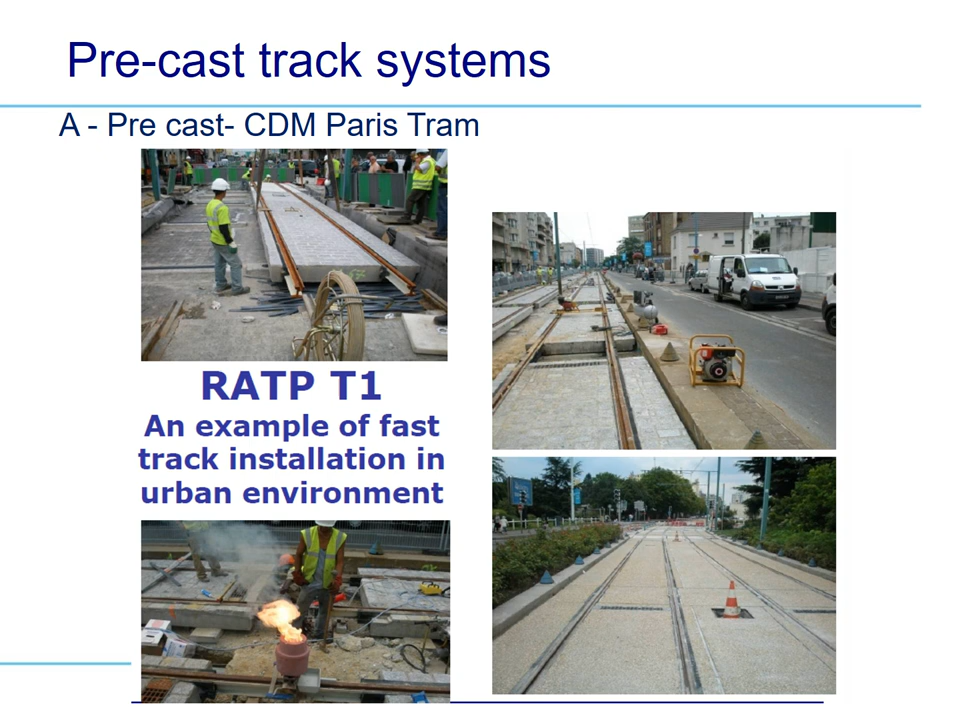 Pre-cast track systems
A - Pre cast- CDM Paris Tram
RATP T1
An example of fast
track installation in
urban environment